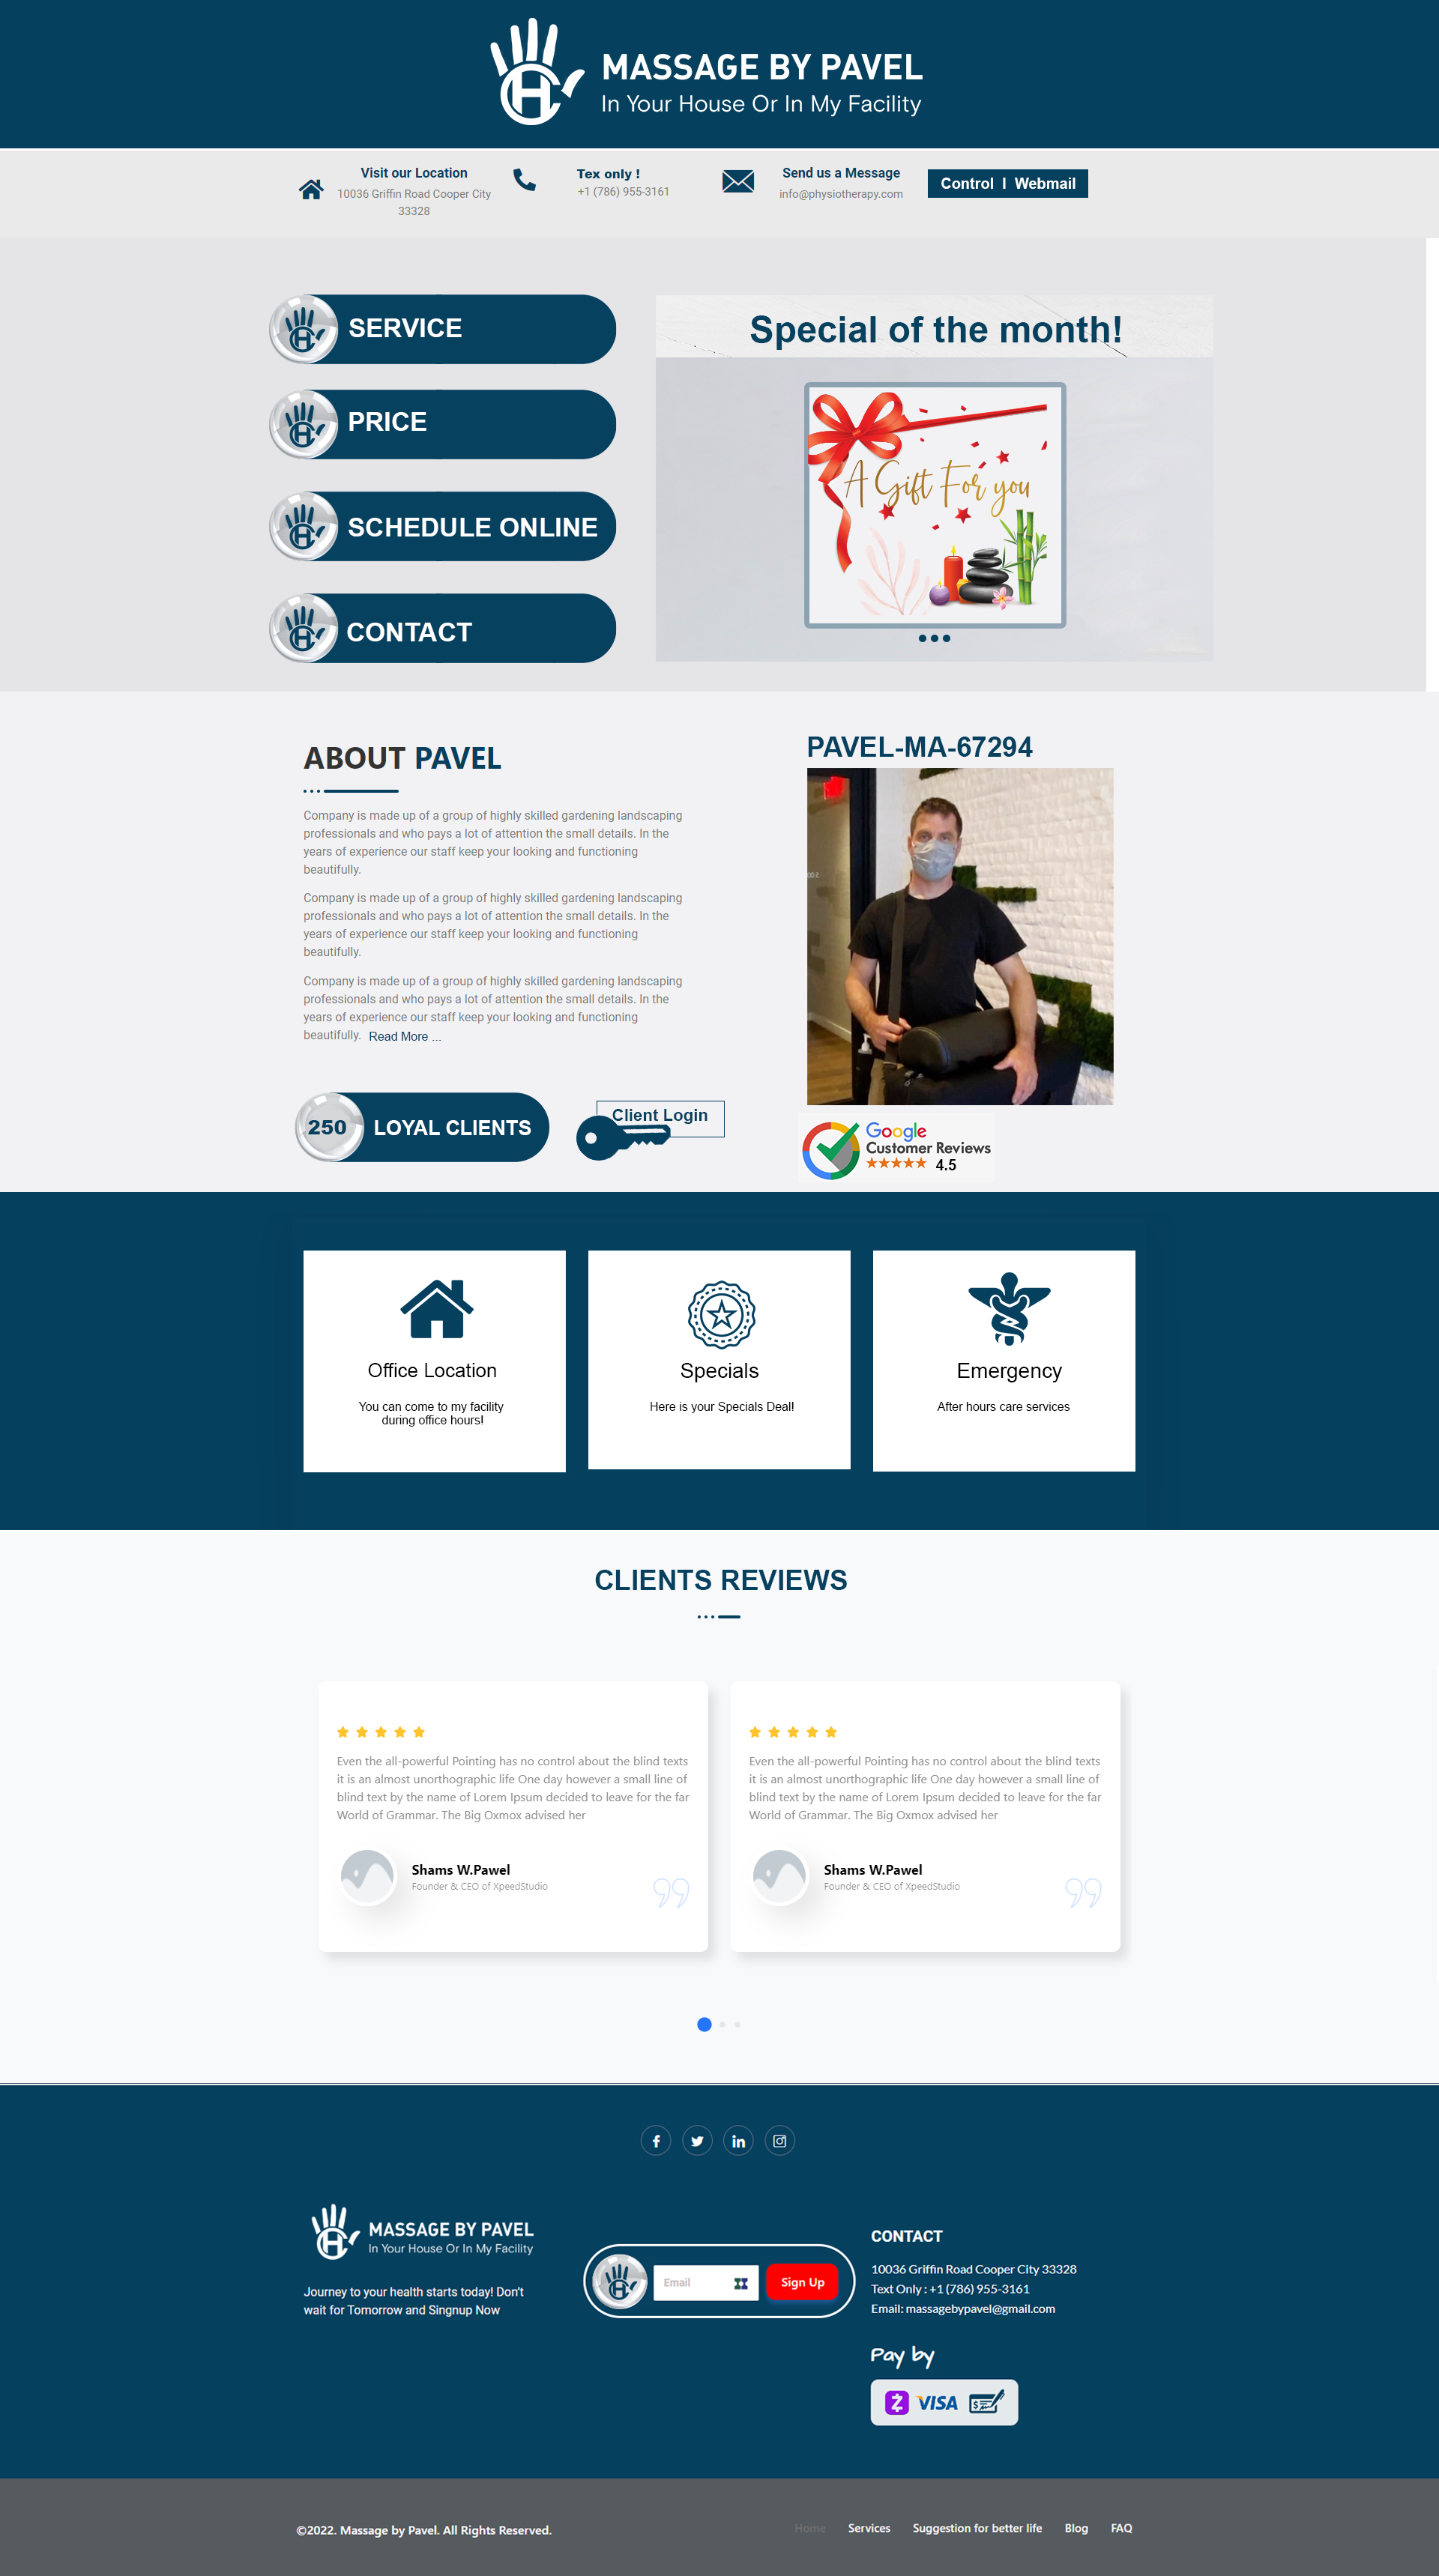 MASSAGE BY PAVEL
In Your House Or In My Facility
Visit our Location
10036 Griffin Road Cooper City
33328
Tex only !
+1 (786) 955-3161
Send us a Message
info@physiotherapy.com
Control I Webmail
SERVICE
PRICE
SCHEDULE ONLINE
CONTACT
Special of the month!
A Gift For you
ABOUT PAVEL
Company is made up of a group of highly skilled gardening landscaping
professionals and who pays a lot of attention the small details. In the
years of experience our staff keep your looking and functioning
beautifully.
Company is made up of a group of highly skilled gardening landscaping
professionals and who pays a lot of attention the small details. In the
years of experience our staff keep your looking and functioning
beautifully.
Company is made up of a group of highly skilled gardening landscaping
professionals and who pays a lot of attention the small details. In the
years of experience our staff keep your looking and functioning
beautifully. Read More ...
PAVEL-MA-67294
250 LOYAL CLIENTS
Client Login
Google
Customer Reviews
4.5
Office Location
You can come to my facility
during office hours!
Specials
Here is your Specials Deal!
Emergency
After hours care services
CLIENTS REVIEWS
Even the all-powerful Pointing has no control about the blind texts
it is an almost unorthographic life One day however a small line of
blind text by the name of Lorem Ipsum decided to leave for the far
World of Grammar. The Big Oxmox advised her
Shams W.Pawel
Founder & CEO of XpeedStudio
Even the all-powerful Pointing has no control about the blind texts
it is an almost unorthographic life One day however a small line of
blind text by the name of Lorem Ipsum decided to leave for the far
World of Grammar. The Big Oxmox advised her
Shams W.Pawel
Founder & CEO of XpeedStudio
MASSAGE BY PAVEL
In Your House Or In My Facility
Journey to your health starts today! Don't
wait for Tomorrow and Singnup Now
Email
Sign Up
CONTACT
10036 Griffin Road Cooper City 33328
Text Only : +1 (786) 955-3161
Email: massagebypavel@gmail.com
Pay by
VISA
©2022. Massage by Pavel. All Rights Reserved.
Home Services Suggestion for better life Blog FAQ